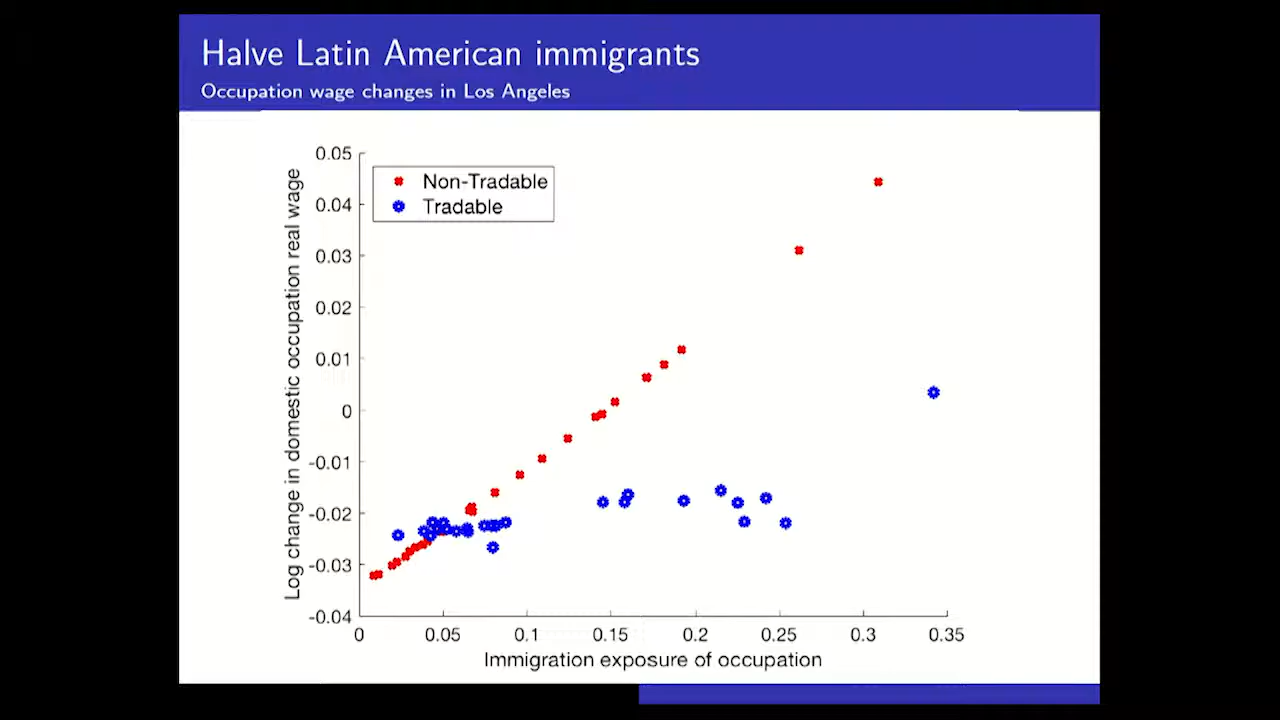 Halve Latin American immigrants
Occupation wage changes in Los Angeles
Log change in domestic occupation real wage
0.05
0.04
0.03
0.02
0.01
0
-0.01
-0.02
-0.03
-0.04
Non-Tradable
Tradable
0 0.05 0.1 0.15 0.2 0.25 0.3 0.35
Immigration exposure of occupation